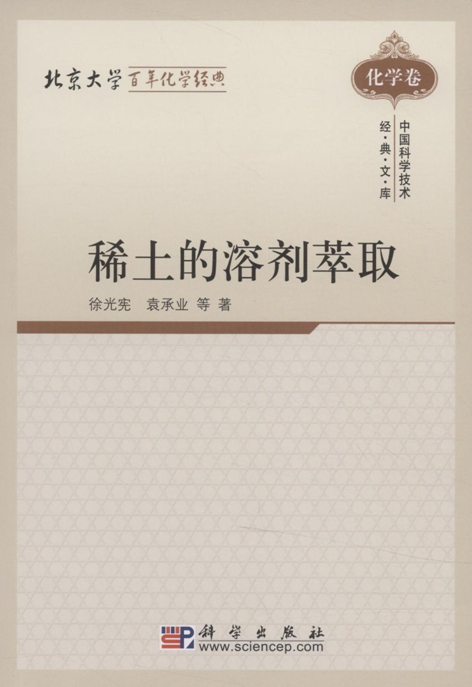 北京大学百年化学经典
化学卷
中国科学技术
经·典·文·库
稀土的溶剂萃取
徐光宪 袁承业 等 著
科学出版社
www.sciencep.com